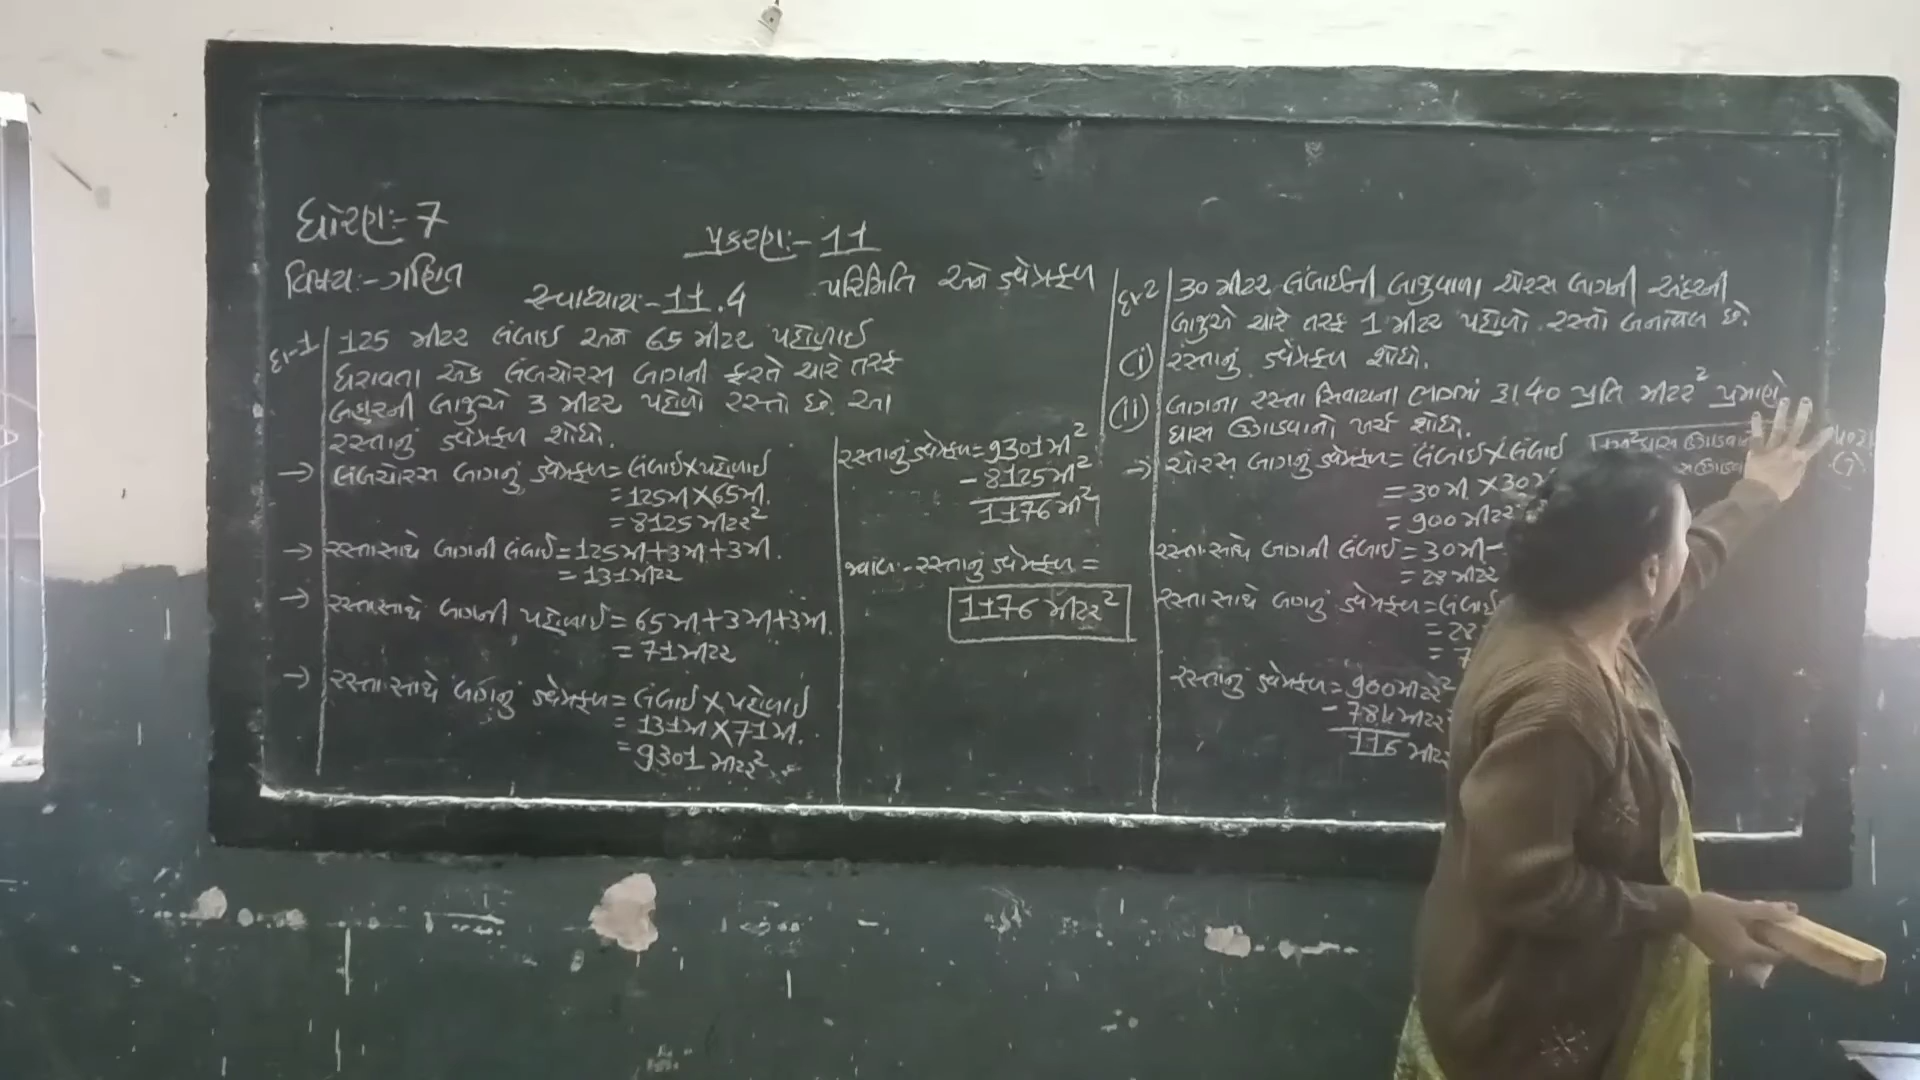 ધોરણ:- 7
વિષય:- ગણિત
પ્રકરણ:- 11
પરિમિતિ અને ક્ષેત્રફળ
સ્વાધ્યાય:- 11.4
દા-1 125 મીટર લંબાઈ અને 65 મીટર પહોળાઈ
ધરાવતા એક લંબચોરસ બાગની ફરતે ચારે તરફ
બહારની બાજુએ 3 મીટર પહોળો રસ્તો છે. આ
રસ્તાનું ક્ષેત્રફળ શોધો.
→ લંબચોરસ બાગનું ક્ષેત્રફળ = લંબાઈ × પહોળાઈ
= 125મી × 65મી.
= 8125 મીટર²
→ રસ્તા સાથે બાગની લંબાઈ = 125મી + 3મી + 3મી.
= 131મીટર
→ રસ્તા સાથે બાગની પહોળાઈ = 65મી. + 3મી + 3મી.
= 71મીટર
→ રસ્તા સાથે બાગનું ક્ષેત્રફળ = લંબાઈ × પહોળાઈ
= 131મી × 71મી.
= 9301 મીટર²
રસ્તાનું ક્ષેત્રફળ = 9301મી²
- 8125મી²
1176મી²
જવાબ:- રસ્તાનું ક્ષેત્રફળ =
1176 મીટર²
દા-2 30 મીટર લંબાઈની બાજુવાળા ચોરસ બાગની અંદરની
બાજુએ ચારે તરફ 1 મીટર પહોળો રસ્તો બનાવેલ છે.
(i) રસ્તાનું ક્ષેત્રફળ શોધો.
(ii) બાગના રસ્તા સિવાયના ભાગમાં રૂ।.40 પ્રતિ મીટર² પ્રમાણે
ઘાસ ઉગાડવાનો ખર્ચ શોધો.
→ ચોરસ બાગનું ક્ષેત્રફળ = લંબાઈ × લંબાઈ
= 30મી × 30મી
= 900 મીટર²
રસ્તા સાથે બાગની લંબાઈ = 30મી -
= 28 મીટર
રસ્તા સાથે બાગનું ક્ષેત્રફળ = લંબાઈ
= 28
= 7
રસ્તાનું ક્ષેત્રફળ = 900મીટર²
- 784મીટર²
116 મીટર